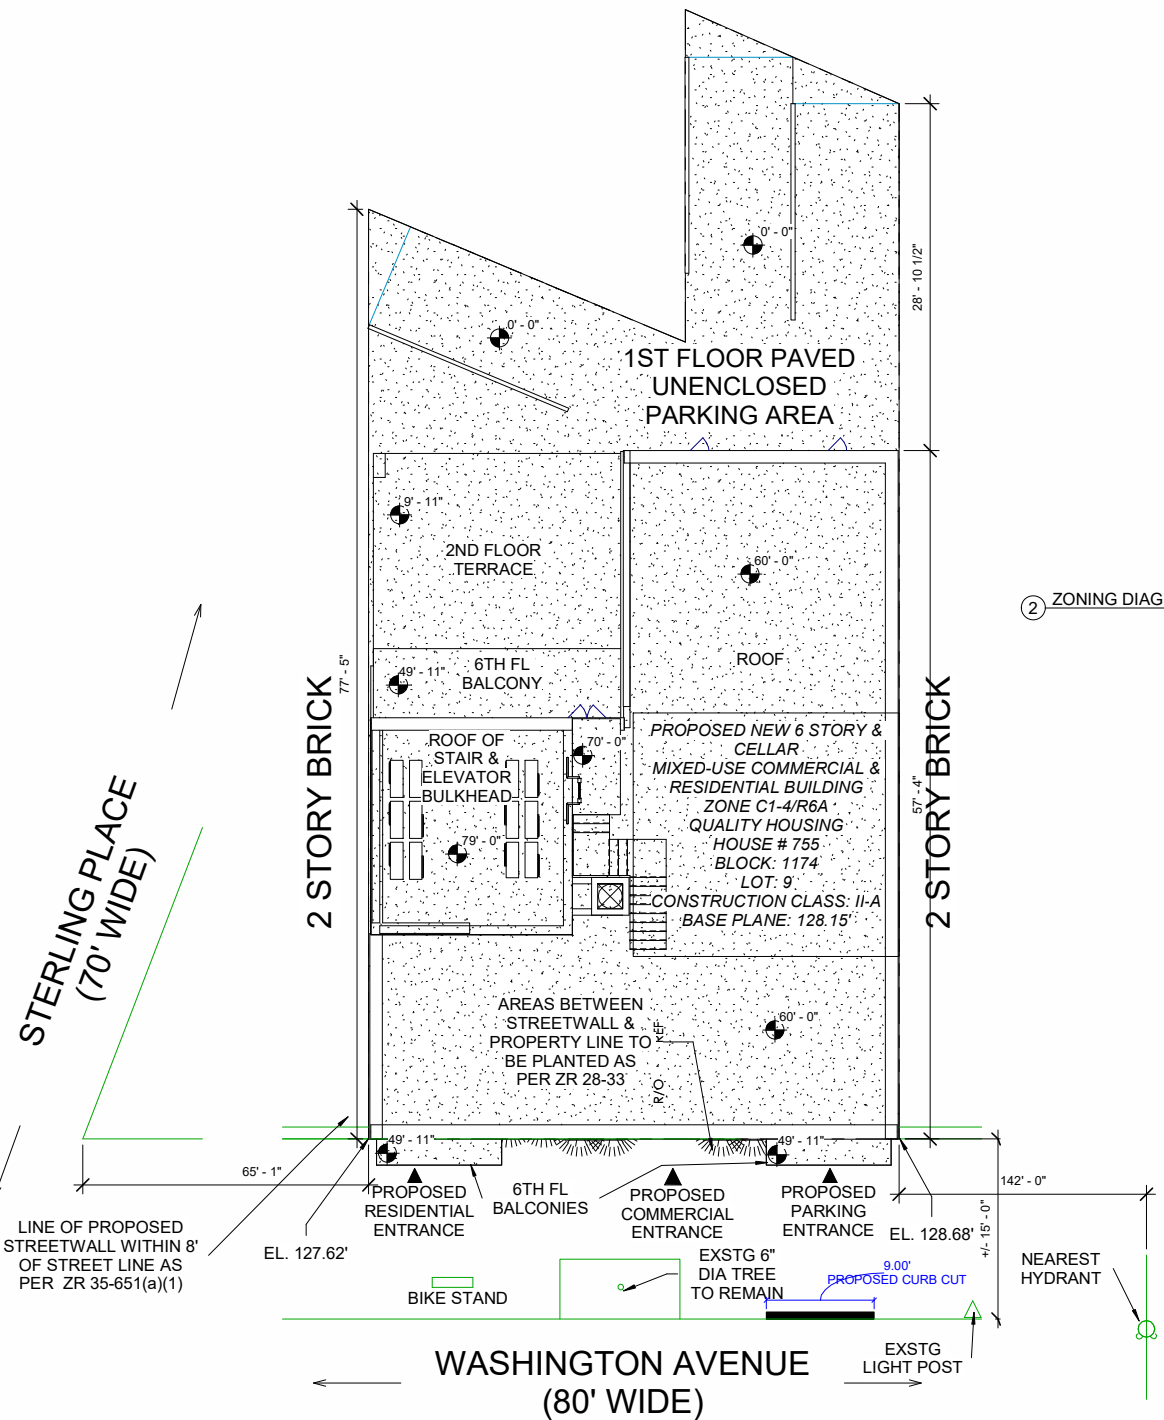 0' - 0"
28' - 10 1/2"
0' - 0"
1ST FLOOR PAVED
UNENCLOSED
PARKING AREA
9' - 11"
2ND FLOOR
TERRACE
60' - 0"
2 ZONING DIAG
ROOF
6TH FL
BALCONY
49' - 11"
77' - 5"
2 STORY BRICK
ROOF OF
STAIR &
ELEVATOR
BULKHEAD
70' - 0"
79' - 0"
PROPOSED NEW 6 STORY &
CELLAR
MIXED-USE COMMERCIAL &
RESIDENTIAL BUILDING
ZONE C1-4/R6A
QUALITY HOUSING
HOUSE # 755
BLOCK: 1174
LOT: 9
CONSTRUCTION CLASS: II-A
BASE PLANE: 128.15'
57' - 4"
2 STORY BRICK
STERLING PLACE
(70' WIDE)
AREAS BETWEEN
STREETWALL &
PROPERTY LINE TO
BE PLANTED AS
PER ZR 28-33
R/O
60' - 0"
49' - 11"
49' - 11"
65' - 1"
142' - 0"
+/- 15' - 0"
PROPOSED
RESIDENTIAL
ENTRANCE
6TH FL
BALCONIES
PROPOSED
COMMERCIAL
ENTRANCE
PROPOSED
PARKING
ENTRANCE
LINE OF PROPOSED
STREETWALL WITHIN 8'
OF STREET LINE AS
PER ZR 35-651(a)(1)
EL. 127.62'
EL. 128.68'
NEAREST
HYDRANT
BIKE STAND
EXSTG 6"
DIA TREE
TO REMAIN
9.00'
PROPOSED CURB CUT
EXSTG
LIGHT POST
WASHINGTON AVENUE
(80' WIDE)